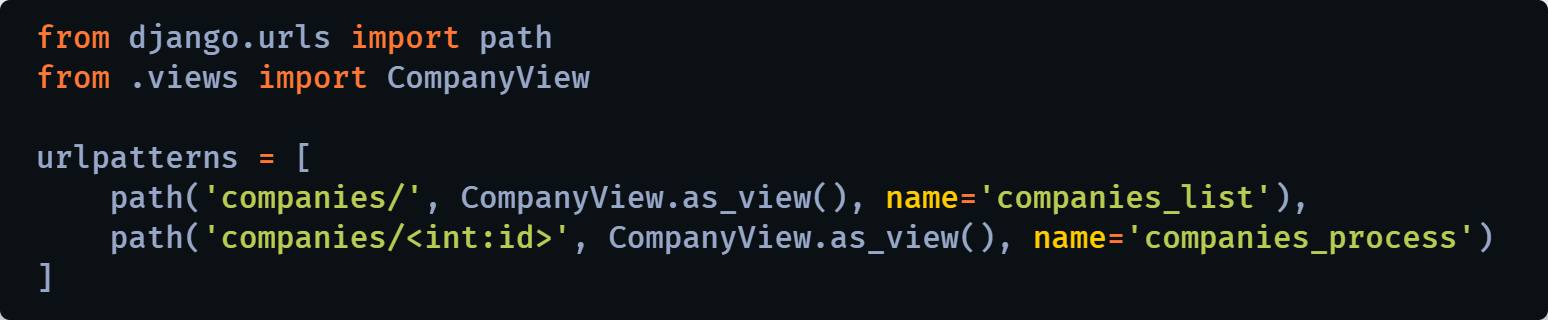 from django.urls import path
from .views import CompanyView

urlpatterns = [
    path('companies/', CompanyView.as_view(), name='companies_list'),
    path('companies/<int:id>', CompanyView.as_view(), name='companies_process')
]